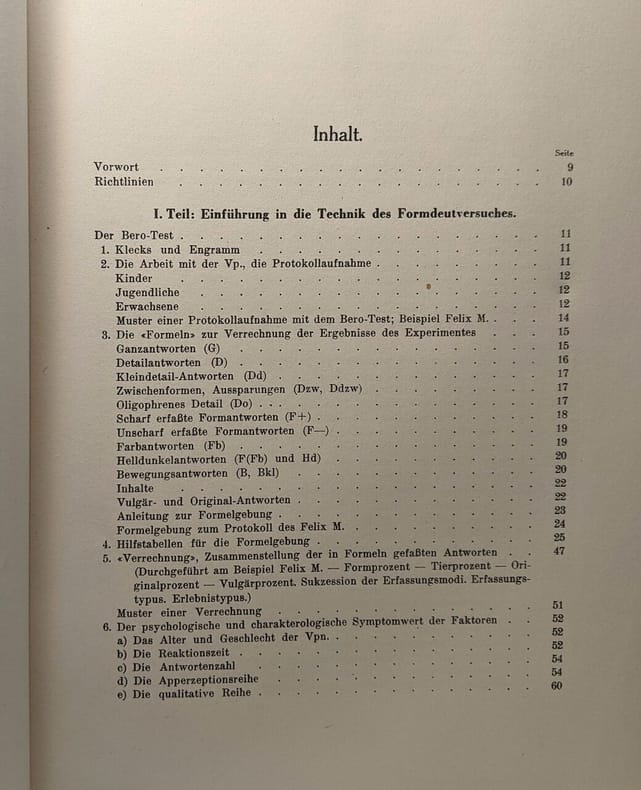 Inhalt.
Seite
Vorwort . . . . . . . . . . . . . . . . 9
Richtlinien . . . . . . . . . . . . . . . 10
I. Teil: Einführung in die Technik des Formdeutversuches.
Der Bero-Test . . . . . . . . . . . . . . 11
1. Klecks und Engramm . . . . . . . . . . . 11
2. Die Arbeit mit der Vp., die Protokollaufnahme . . . . . . . 11
Kinder . . . . . . . . . . . . . . . 12
Jugendliche . . . . . . . . . . . . . . 12
Erwachsene . . . . . . . . . . . . . . 12
Muster einer Protokollaufnahme mit dem Bero-Test; Beispiel Felix M. . . . 14
3. Die «Formeln» zur Verrechnung der Ergebnisse des Experimentes . . . 15
Ganzantworten (G) . . . . . . . . . . . . 15
Detailantworten (D) . . . . . . . . . . . . 16
Kleindetail-Antworten (Dd) . . . . . . . . . . 17
Zwischenformen, Aussparungen (Dzw, Ddzw) . . . . . . . 17
Oligophrenes Detail (Do) . . . . . . . . . . . 17
Scharf erfaßte Formantworten (F+) . . . . . . . . . 18
Unscharf erfaßte Formantworten (F—) . . . . . . . . 19
Farbantworten (Fb) . . . . . . . . . . . . 19
Helldunkelantworten (F(Fb) und Hd) . . . . . . . . . 20
Bewegungsantworten (B, Bkl) . . . . . . . . . . 20
Inhalte . . . . . . . . . . . . . . . 22
Vulgär- und Original-Antworten . . . . . . . . . . 22
Anleitung zur Formelgebung . . . . . . . . . . 23
Formelgebung zum Protokoll des Felix M. . . . . . . . . 24
4. Hilfstabellen für die Formelgebung . . . . . . . . . 25
5. «Verrechnung», Zusammenstellung der in Formeln gefaßten Antworten . . 47
(Durchgeführt am Beispiel Felix M. — Formprozent — Tierprozent — Ori-
ginalprozent — Vulgärprozent. Sukzession der Erfassungsmodi. Erfassungs-
typus. Erlebnistypus.)
Muster einer Verrechnung . . . . . . . . . . . 51
6. Der psychologische und charakterologische Symptomwert der Faktoren . . 52
a) Das Alter und Geschlecht der Vpn. . . . . . . . . . 52
b) Die Reaktionszeit . . . . . . . . . . . . 52
c) Die Antwortenzahl . . . . . . . . . . . . 54
d) Die Apperzeptionsreihe . . . . . . . . . . . 54
e) Die qualitative Reihe . . . . . . . . . . . 60